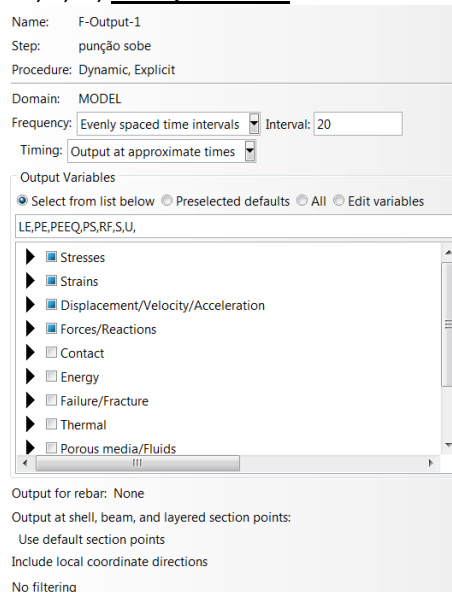 Name: F-Output-1
Step: punção sobe
Procedure: Dynamic, Explicit
Domain: MODEL
Frequency: Evenly spaced time intervals Interval: 20
Timing: Output at approximate times
Output Variables
Select from list below Preselected defaults All Edit variables
LE,PE,PEEQ,PS,RF,S,U,
Stresses
Strains
Displacement/Velocity/Acceleration
Forces/Reactions
Contact
Energy
Failure/Fracture
Thermal
Porous media/Fluids
Output for rebar: None
Output at shell, beam, and layered section points:
Use default section points
Include local coordinate directions
No filtering